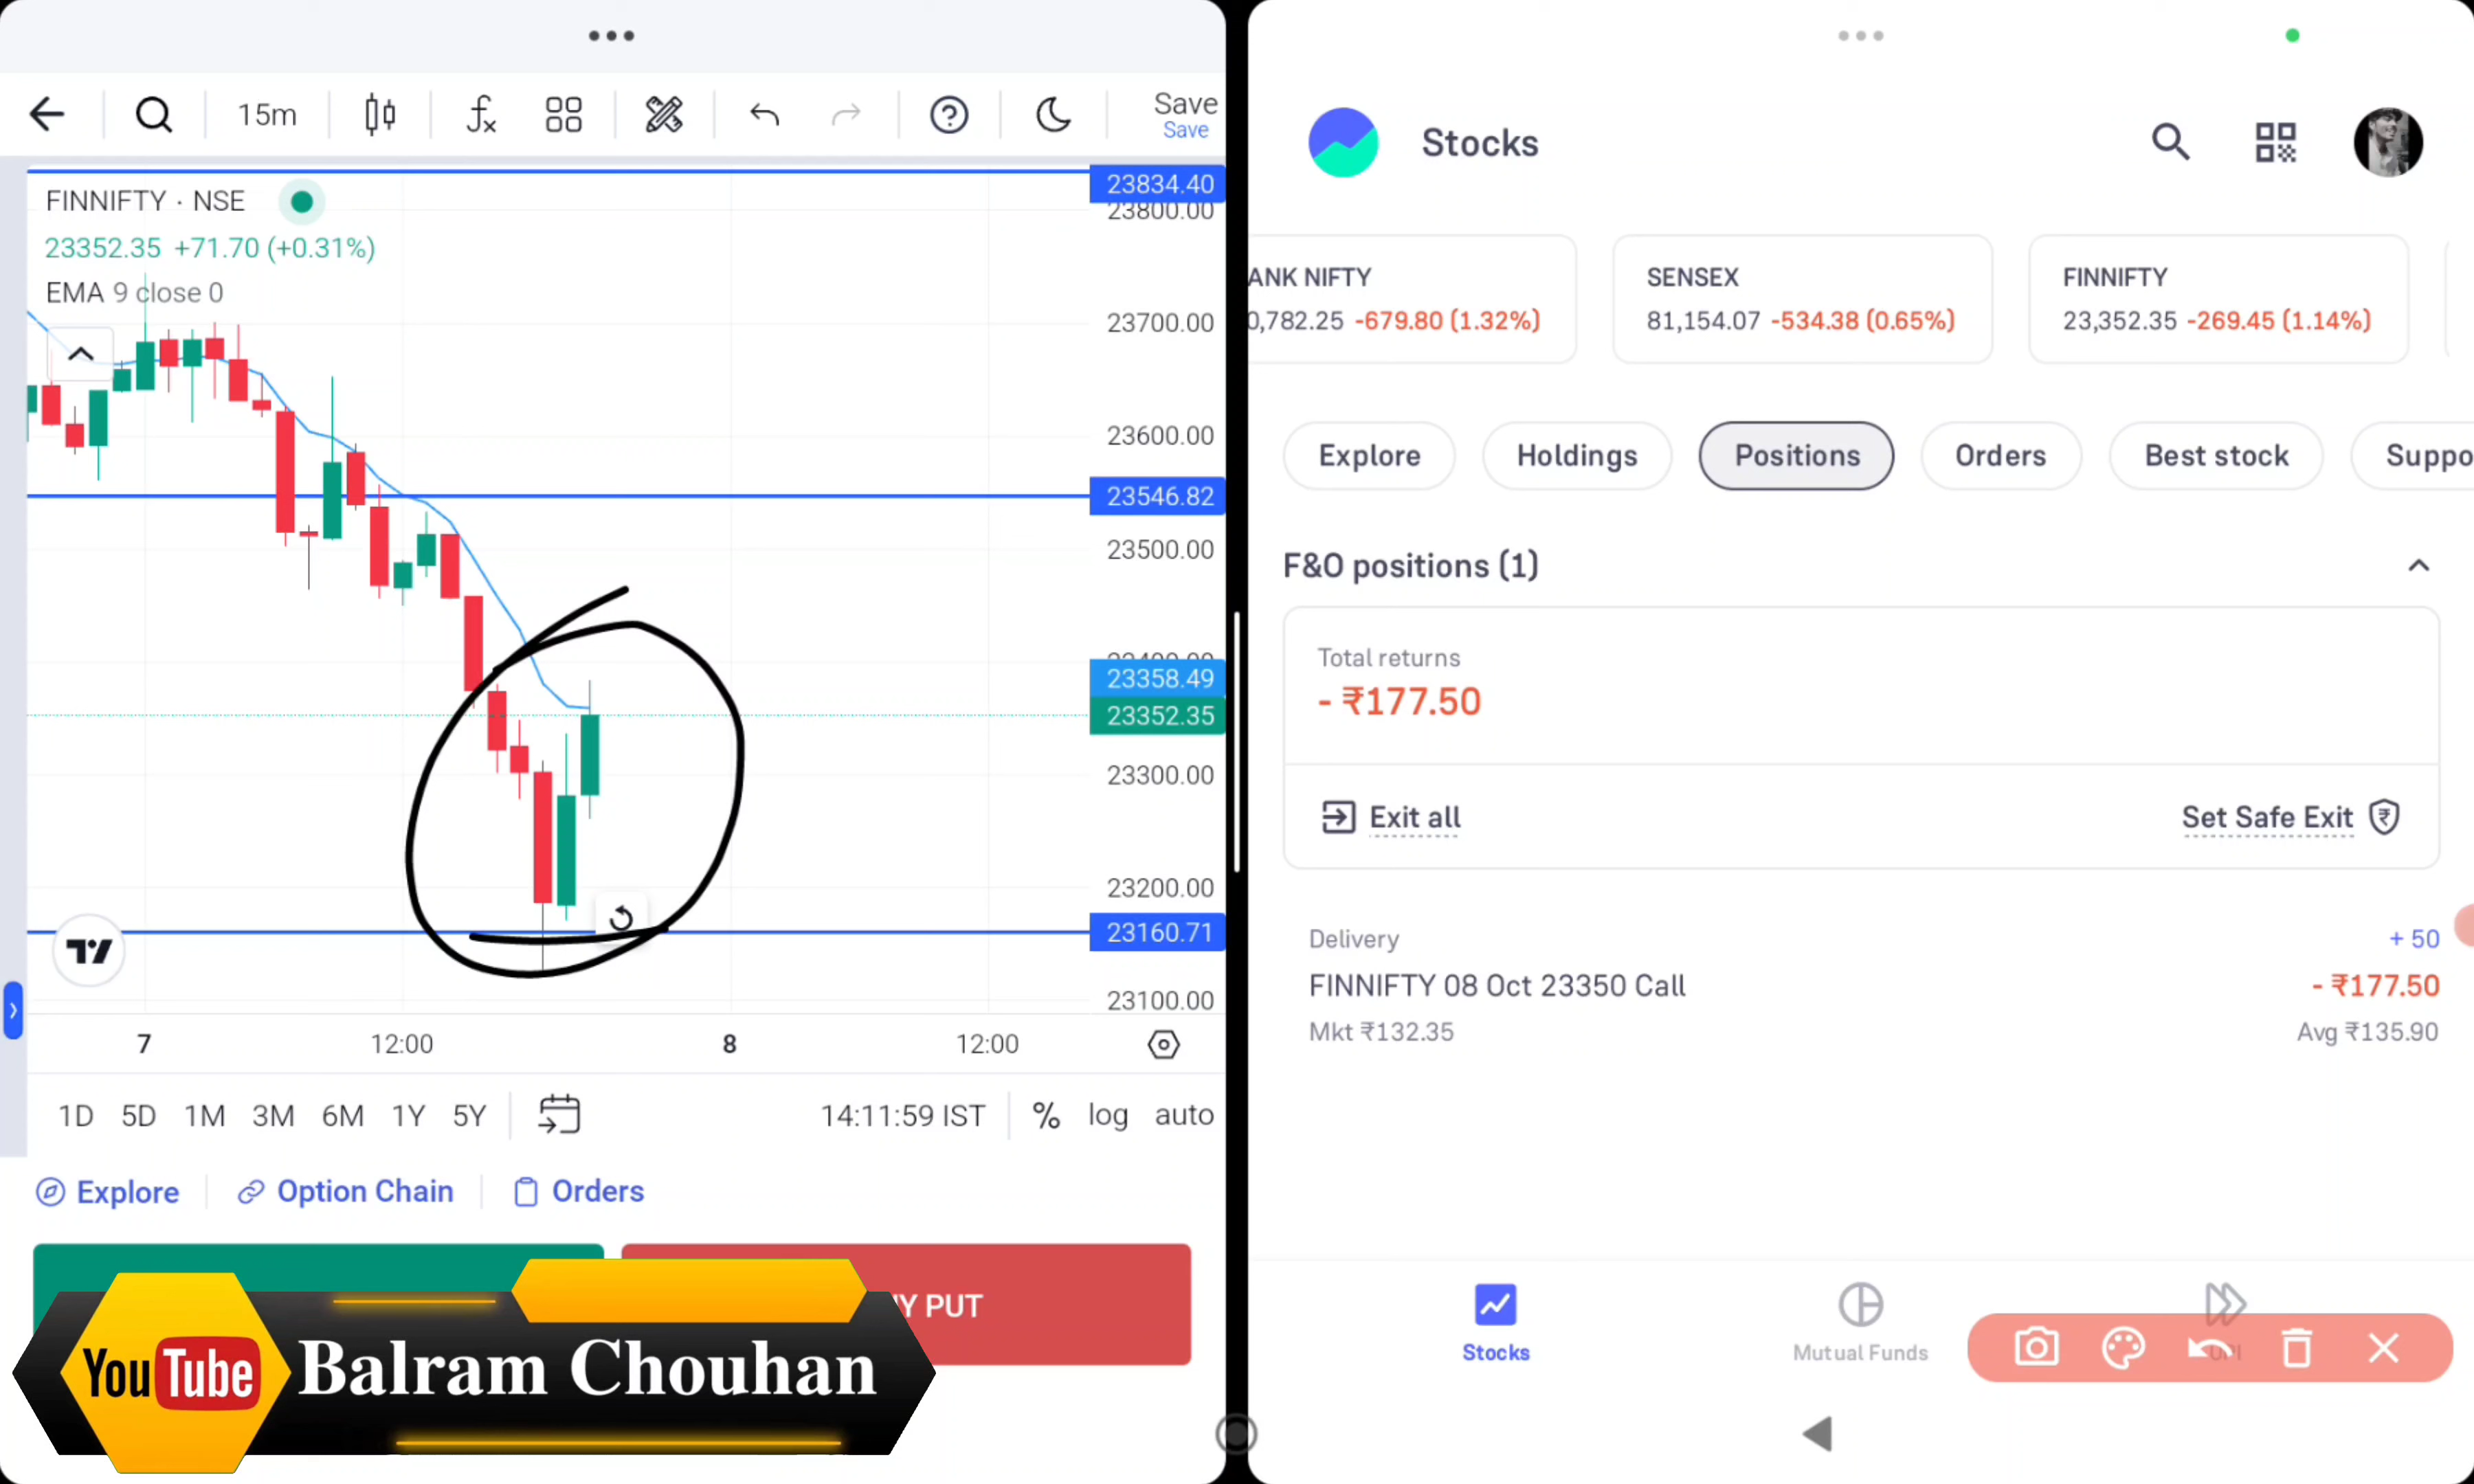 15m
Save
Save
FINNIFTY · NSE
23352.35 +71.70 (+0.31%)
EMA 9 close 0
23834.40
23800.00
23700.00
23600.00
23546.82
23500.00
23358.49
23352.35
23300.00
23200.00
23160.71
23100.00
7
12:00
8
12:00
1D 5D 1M 3M 6M 1Y 5Y
14:11:59 IST
% log auto
Explore
Option Chain
Orders
Y PUT
YouTube
Balram Chouhan
Stocks
ANK NIFTY
0,782.25 -679.80 (1.32%)
SENSEX
81,154.07 -534.38 (0.65%)
FINNIFTY
23,352.35 -269.45 (1.14%)
Explore
Holdings
Positions
Orders
Best stock
Suppo
F&O positions (1)
Total returns
- ₹177.50
Exit all
Set Safe Exit
Delivery
+ 50
FINNIFTY 08 Oct 23350 Call
- ₹177.50
Mkt ₹132.35
Avg ₹135.90
Stocks
Mutual Funds